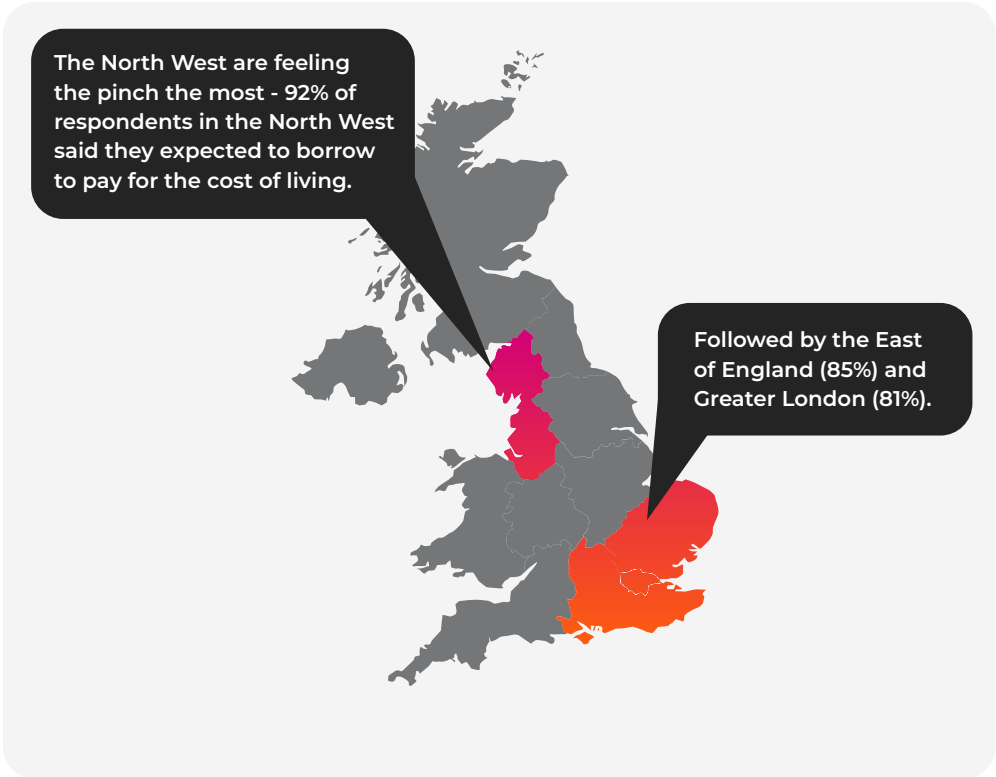 The North West are feeling
the pinch the most - 92% of
respondents in the North West
said they expected to borrow
to pay for the cost of living.
Followed by the East
of England (85%) and
Greater London (81%).